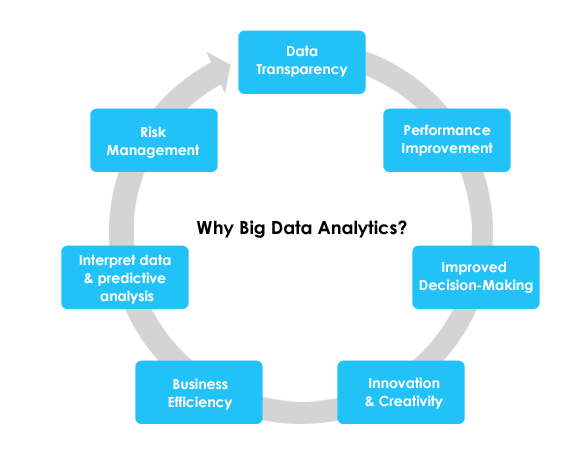 Data
Transparency
Performance
Improvement
Improved
Decision-Making
Innovation
& Creativity
Business
Efficiency
Interpret data
& predictive
analysis
Risk
Management
Why Big Data Analytics?